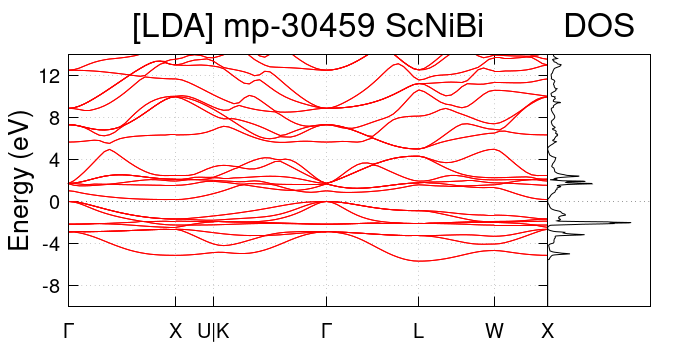 [LDA] mp-30459 ScNiBi
DOS
Energy (eV)
12
8
4
0
-4
-8
Γ X U|K Γ L W X